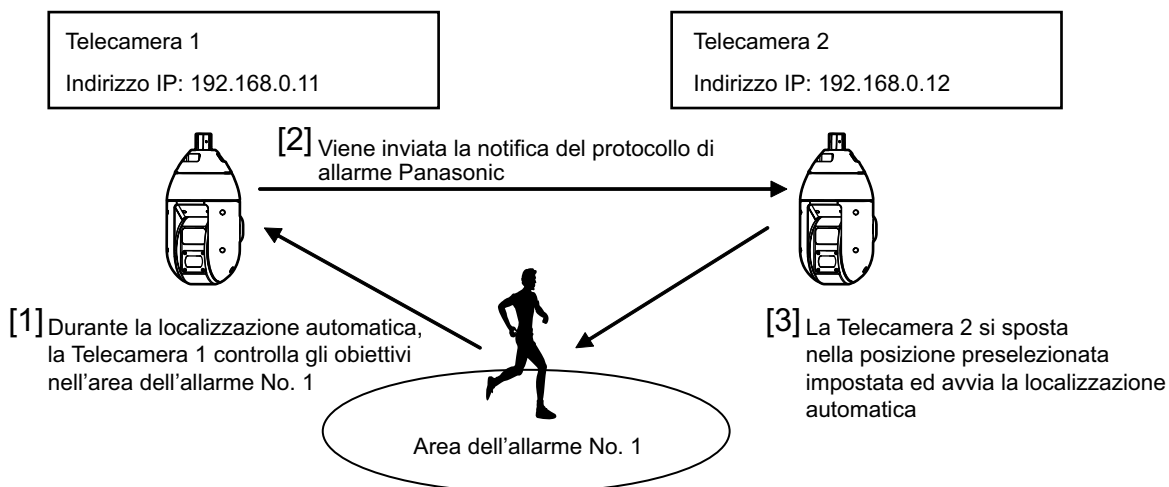 Telecamera 1
Indirizzo IP: 192.168.0.11
Telecamera 2
Indirizzo IP: 192.168.0.12
[2] Viene inviata la notifica del protocollo di
allarme Panasonic
[1] Durante la localizzazione automatica,
la Telecamera 1 controlla gli obiettivi
nell'area dell'allarme No. 1
[3] La Telecamera 2 si sposta
nella posizione preselezionata
impostata ed avvia la localizzazione
automatica
Area dell'allarme No. 1